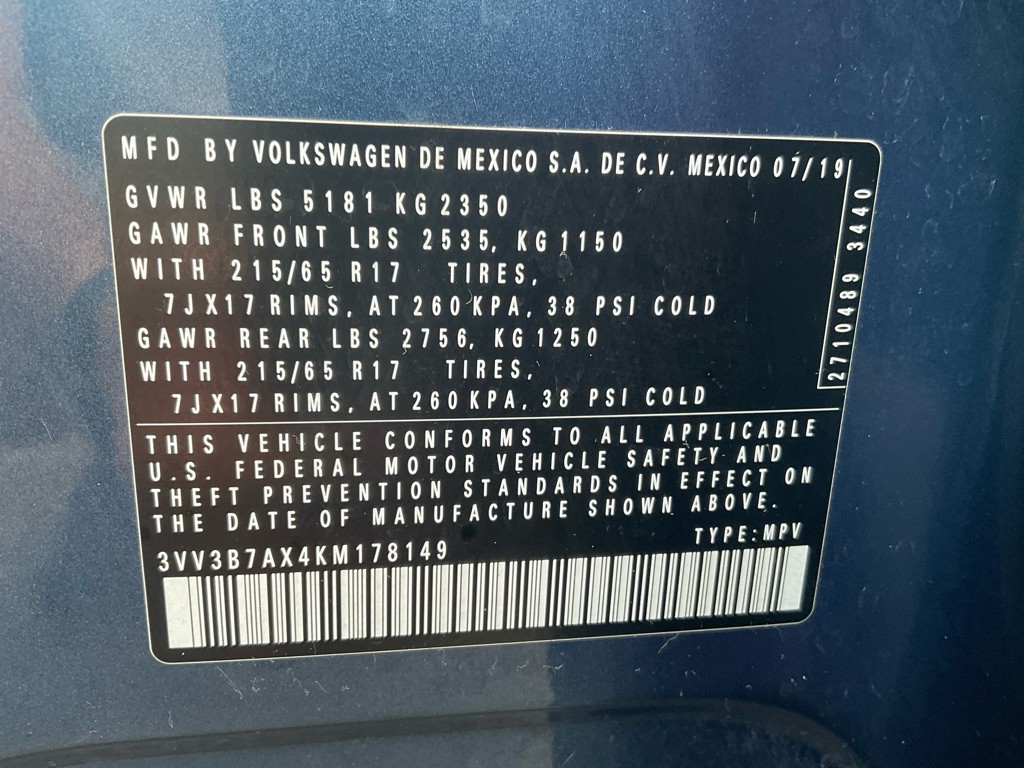 MFD BY VOLKSWAGEN DE MEXICO S.A. DE C.V. MEXICO 07/19
GVWR LBS 5181 KG 2350
GAWR FRONT LBS 2535, KG 1150
WITH 215/65 R17 TIRES,
7JX17 RIMS, AT 260 KPA, 38 PSI COLD
GAWR REAR LBS 2756, KG 1250
WITH 215/65 R17 TIRES,
7JX17 RIMS, AT 260 KPA, 38 PSI COLD
2710489 3440
THIS VEHICLE CONFORMS TO ALL APPLICABLE
U.S. FEDERAL MOTOR VEHICLE SAFETY AND
THEFT PREVENTION STANDARDS IN EFFECT ON
THE DATE OF MANUFACTURE SHOWN ABOVE.
TYPE: MPV
3VV3B7AX4KM178149